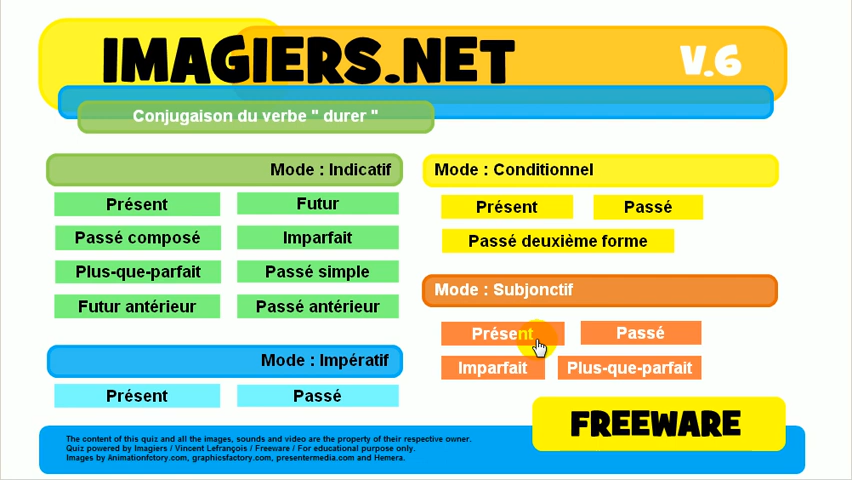 IMAGIERS.NET
V.6
Conjugaison du verbe " durer "
Mode : Indicatif
Présent
Futur
Passé composé
Imparfait
Plus-que-parfait
Passé simple
Futur antérieur
Passé antérieur
Mode : Impératif
Présent
Passé
Mode : Conditionnel
Présent
Passé
Passé deuxième forme
Mode : Subjonctif
Présent
Passé
Imparfait
Plus-que-parfait
FREEWARE
The content of this quiz and all the images, sounds and video are the property of their respective owner.
Quiz powered by Imagiers / Vincent Lefrançois / Freeware / For educational purpose only.
Images by Animationfctory.com, graphicsfactory.com, presentermedia.com and Hemera.